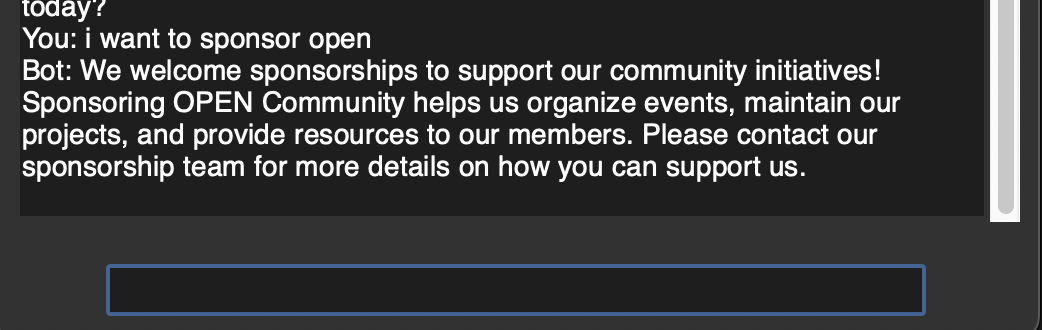 today?
You: i want to sponsor open
Bot: We welcome sponsorships to support our community initiatives!
Sponsoring OPEN Community helps us organize events, maintain our
projects, and provide resources to our members. Please contact our
sponsorship team for more details on how you can support us.